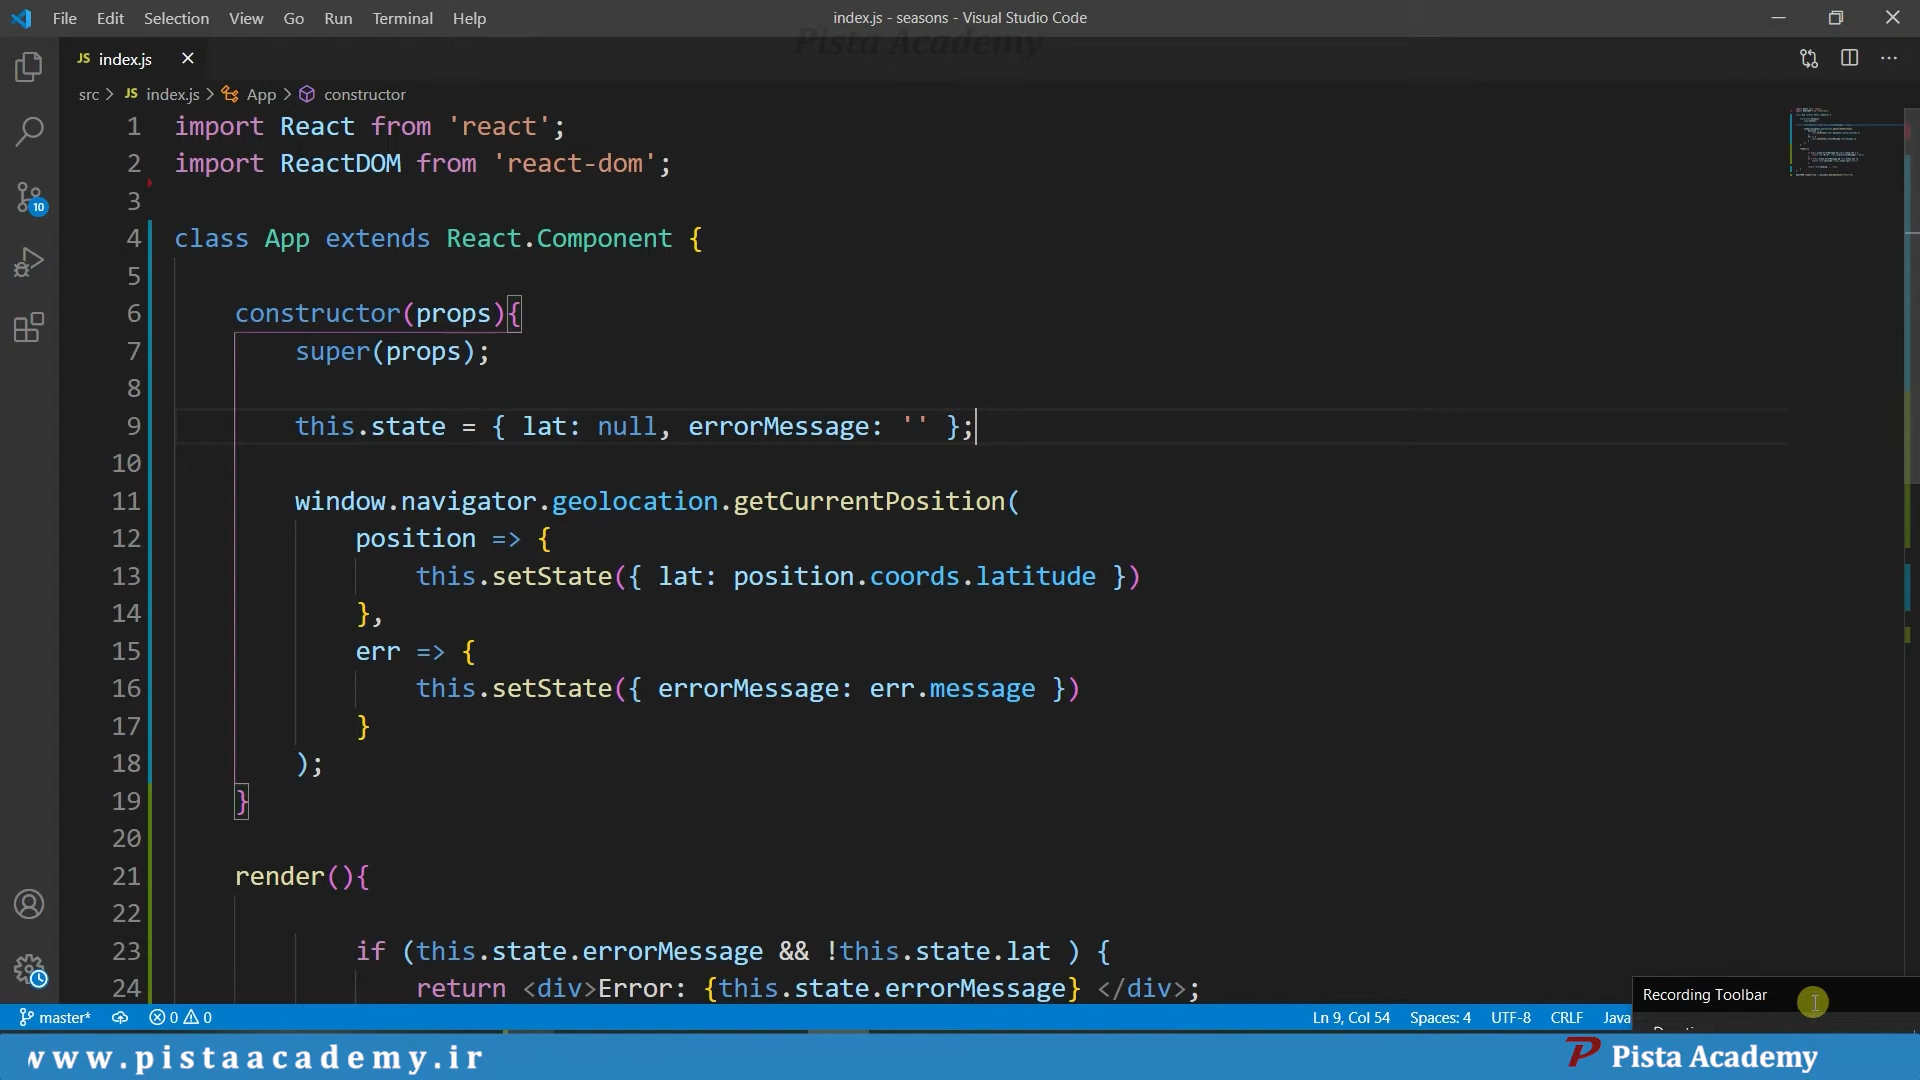 File Edit Selection View Go Run Terminal Help
index.js - seasons - Visual Studio Code
Pista Academy
JS index.js
src > JS index.js > App > constructor
1 import React from 'react';
2 import ReactDOM from 'react-dom';
3
4 class App extends React.Component {
5
6 constructor(props){
7 super(props);
8
9 this.state = { lat: null, errorMessage: '' };
10
11 window.navigator.geolocation.getCurrentPosition(
12 position => {
13 this.setState({ lat: position.coords.latitude })
14 },
15 err => {
16 this.setState({ errorMessage: err.message })
17 }
18 );
19 }
20
21 render(){
22
23 if (this.state.errorMessage && !this.state.lat ) {
24 return <div>Error: {this.state.errorMessage} </div>;
10
Recording Toolbar
master* 0 0 Ln 9, Col 54 Spaces: 4 UTF-8 CRLF Java
www.pistaacademy.ir
Pista Academy